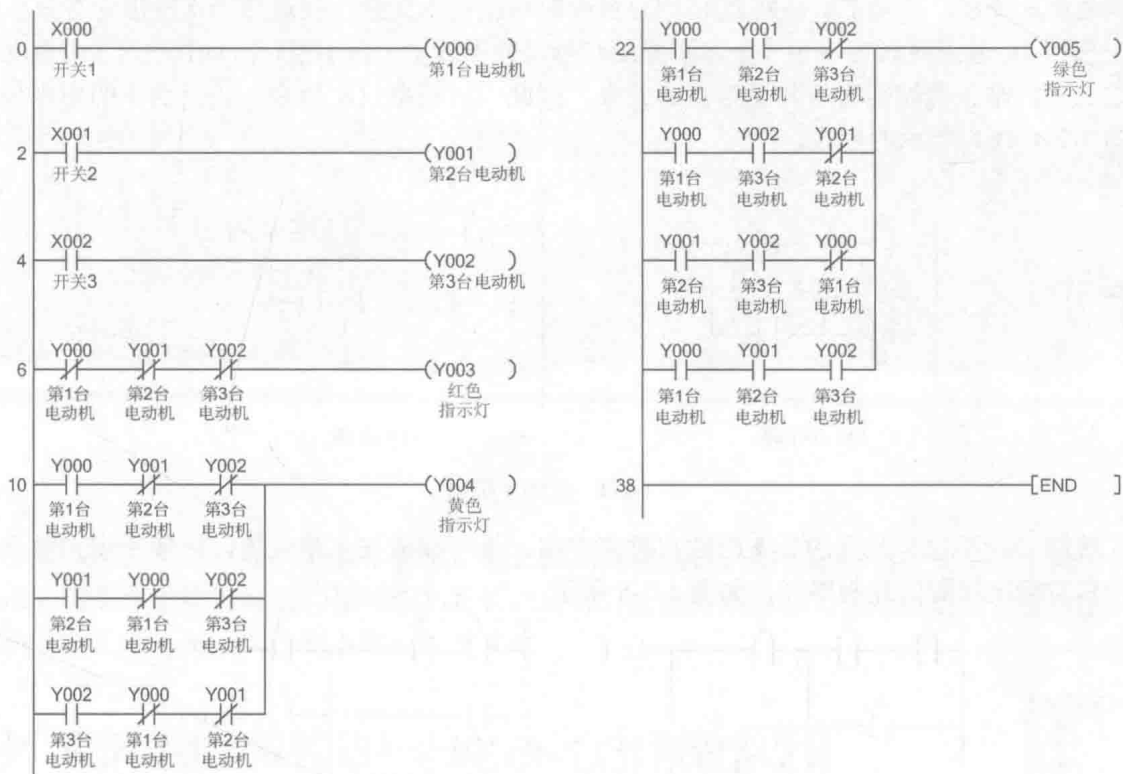 X000
0
(Y000 )
开关1
第1台电动机
X001
2
(Y001 )
开关2
第2台电动机
X002
4
(Y002 )
开关3
第3台电动机
Y000 Y001 Y002
6
(Y003 )
第1台 第2台 第3台
电动机 电动机 电动机
红色
指示灯
Y000 Y001 Y002
10
(Y004 )
第1台 第2台 第3台
电动机 电动机 电动机
黄色
指示灯
Y001 Y000 Y002
第2台 第1台 第3台
电动机 电动机 电动机
Y002 Y000 Y001
第3台 第1台 第2台
电动机 电动机 电动机
Y000 Y001 Y002
22
(Y005 )
第1台 第2台 第3台
电动机 电动机 电动机
绿色
指示灯
Y000 Y002 Y001
第1台 第3台 第2台
电动机 电动机 电动机
Y001 Y002 Y000
第2台 第3台 第1台
电动机 电动机 电动机
Y000 Y001 Y002
第1台 第2台 第3台
电动机 电动机 电动机
38
[END ]